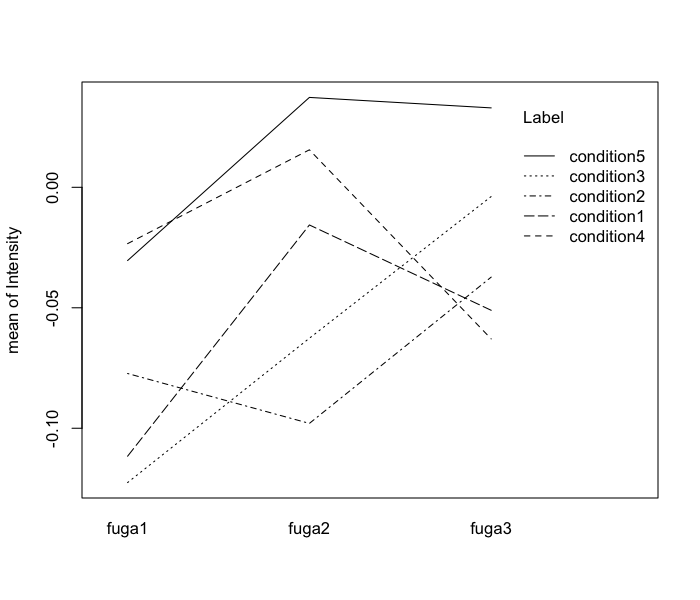 Label
condition5
condition3
condition2
condition1
condition4
mean of Intensity
0.00
-0.05
-0.10
fuga1 fuga2 fuga3